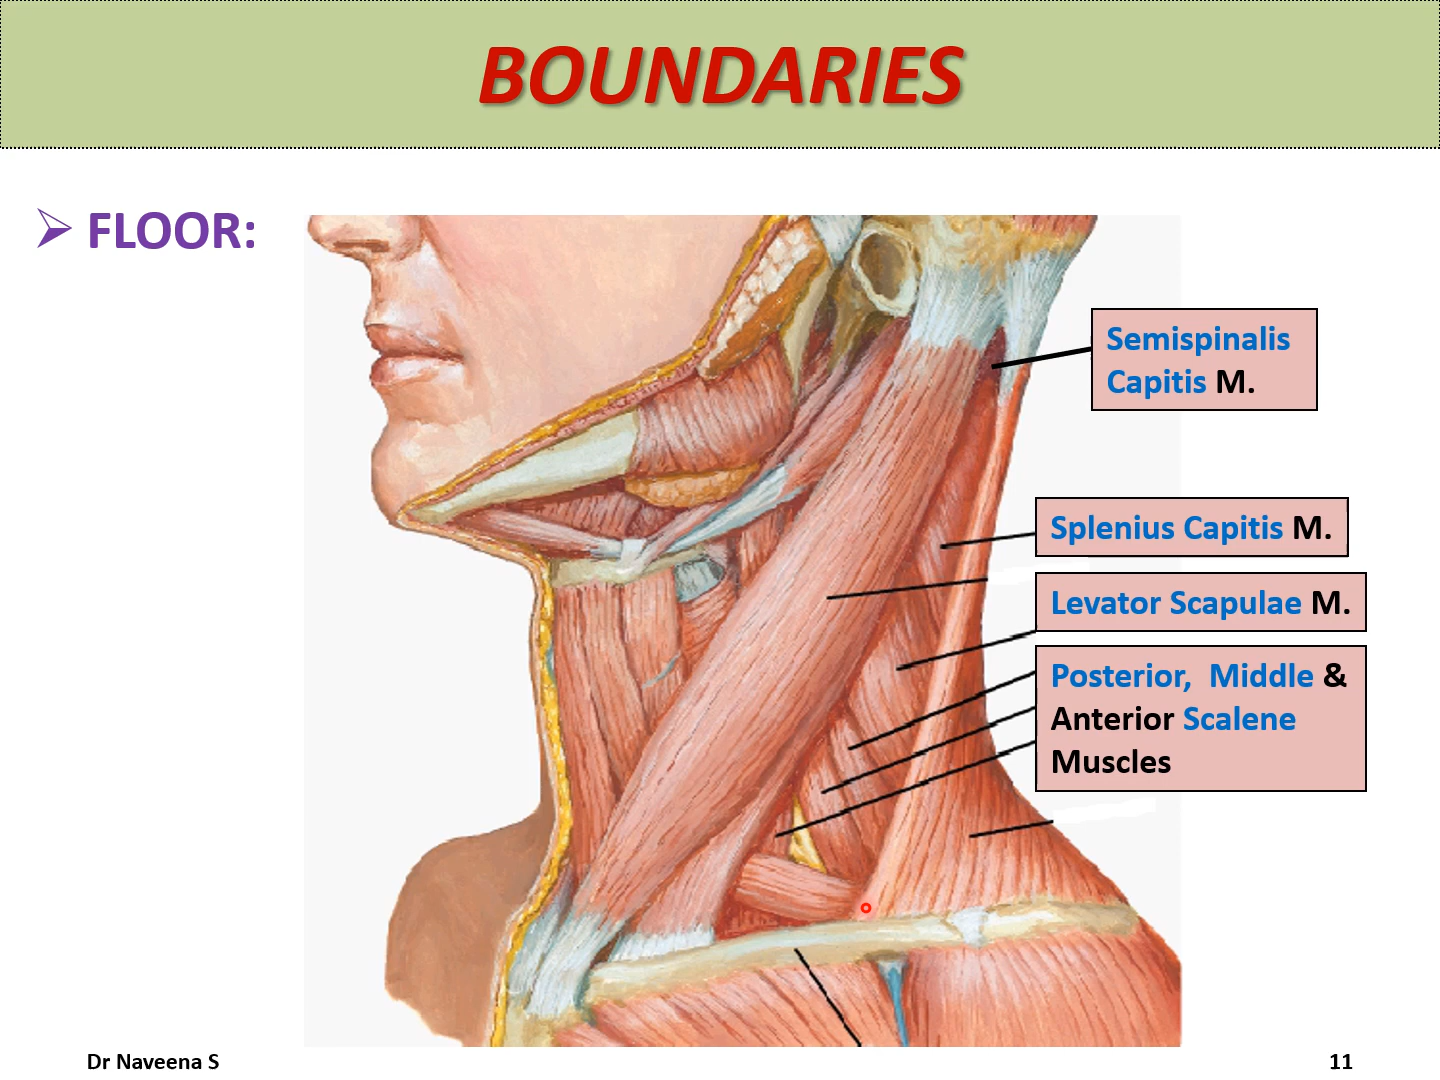 BOUNDARIES
FLOOR:
Semispinalis
Capitis M.
Splenius Capitis M.
Levator Scapulae M.
Posterior, Middle &
Anterior Scalene
Muscles
Dr Naveena S
11